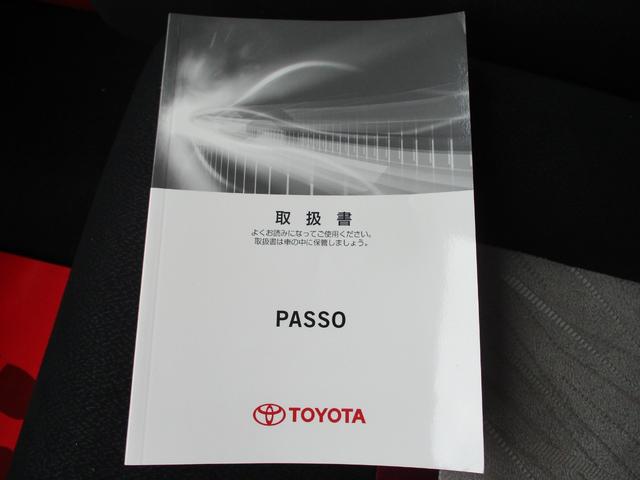 取扱書
よくお読みになってご使用ください。
取扱書は車の中に保管しましょう。
PASSO
TOYOTA